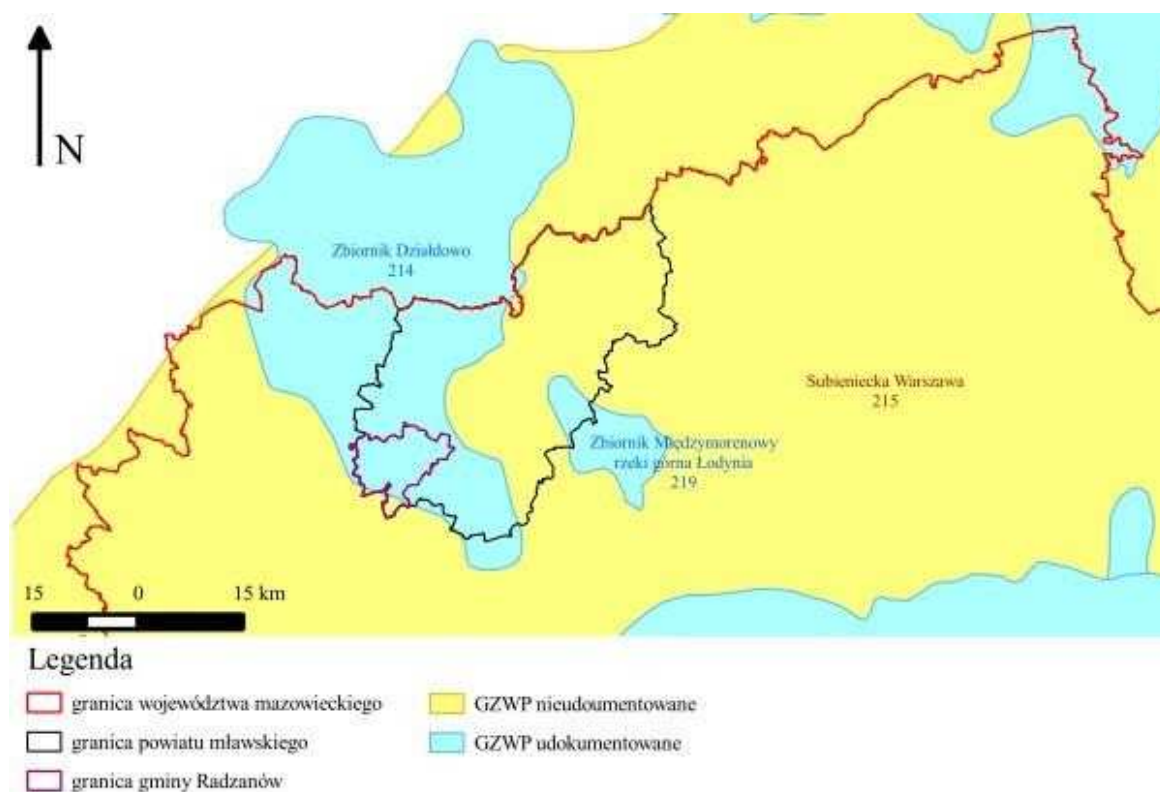 N
Zbiornik Działdowo
214
Subieniecka Warszawa
215
Zbiornik Międzymorenowy
rzeki górna Łodynia
219
15 0 15 km
Legenda
granica województwa mazowieckiego
granica powiatu mławskiego
granica gminy Radzanów
GZWP nieudoumentowane
GZWP udokumentowane